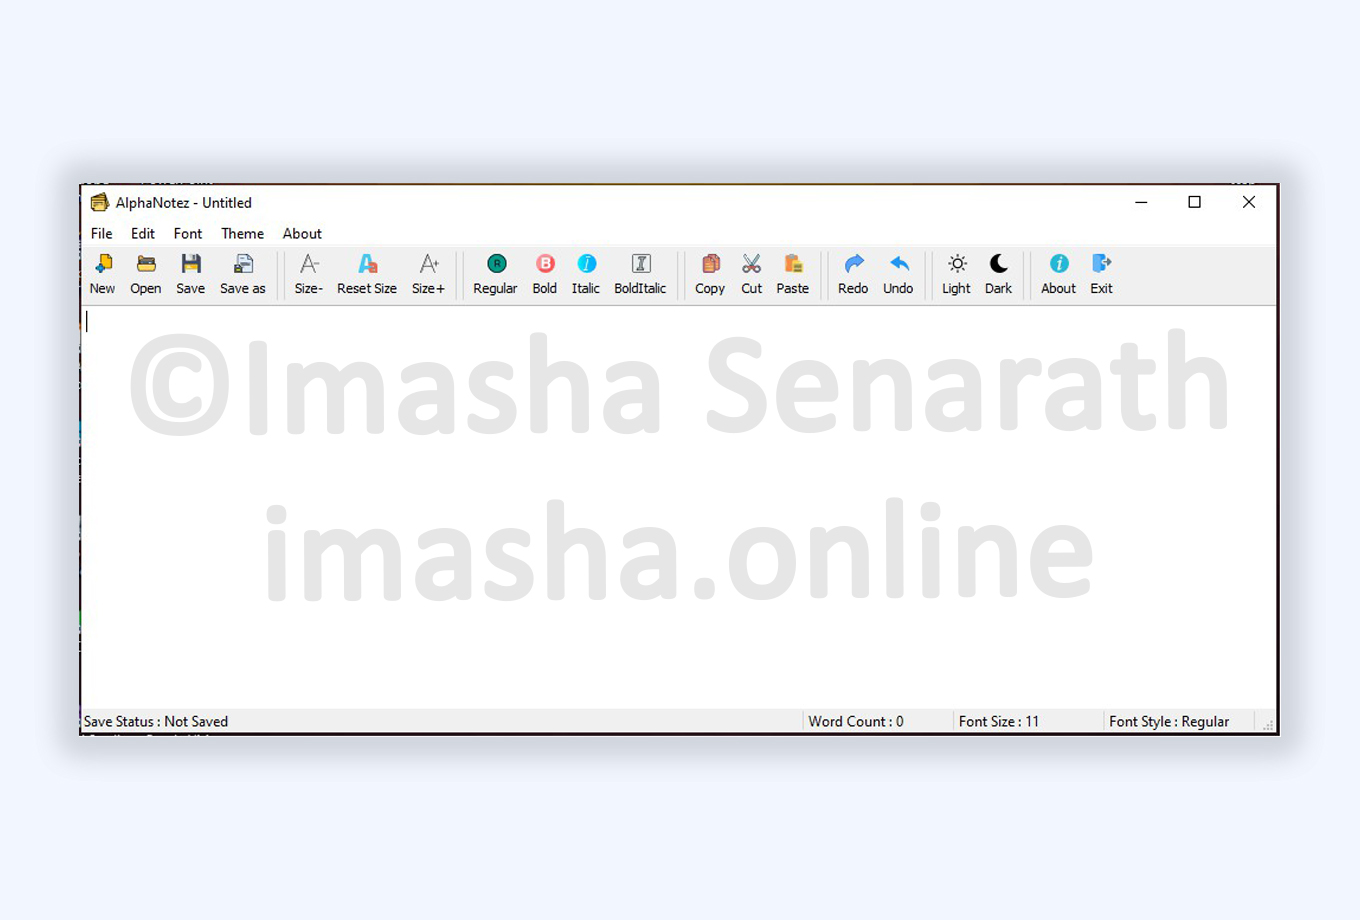 AlphaNotez - Untitled
File Edit Font Theme About
New Open Save Save as Size- Reset Size Size+ Regular Bold Italic BoldItalic Copy Cut Paste Redo Undo Light Dark About Exit
©Imasha Senarath
imasha.online
Save Status : Not Saved Word Count : 0 Font Size : 11 Font Style : Regular